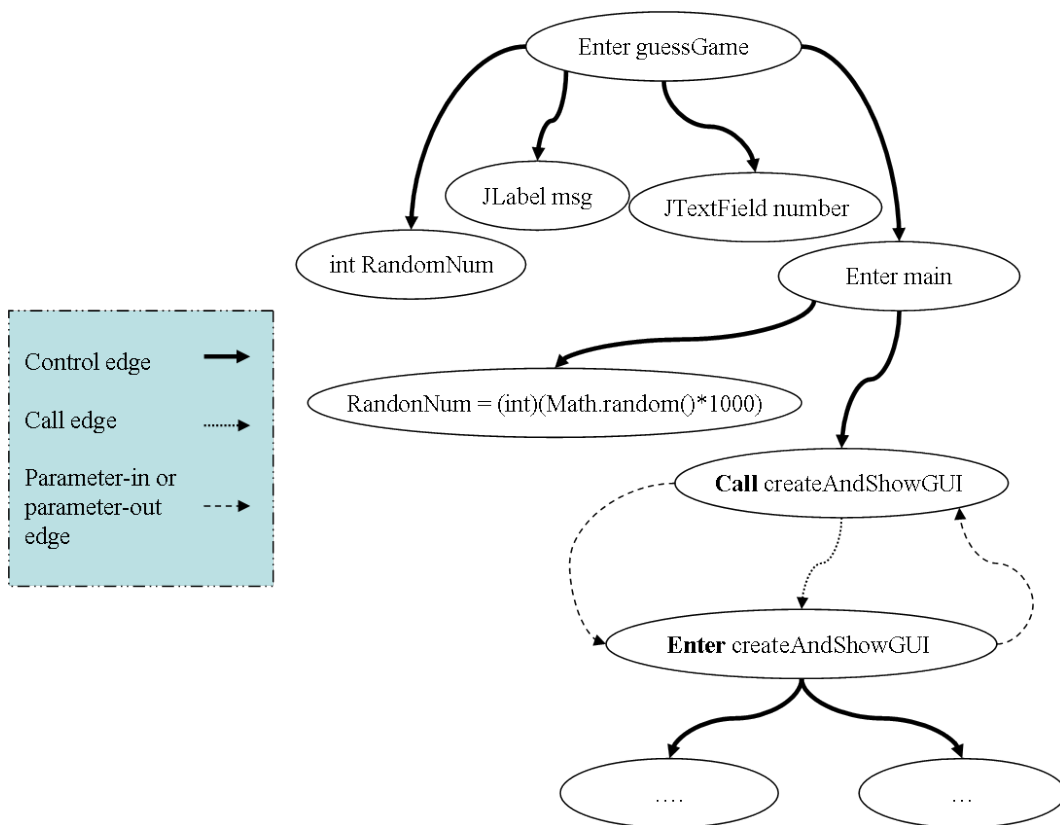 Enter guessGame
JLabel msg
JTextField number
int RandomNum
Enter main
RandonNum = (int)(Math.random()*1000)
Call createAndShowGUI
Enter createAndShowGUI
....
...
Control edge
Call edge
Parameter-in or
parameter-out
edge